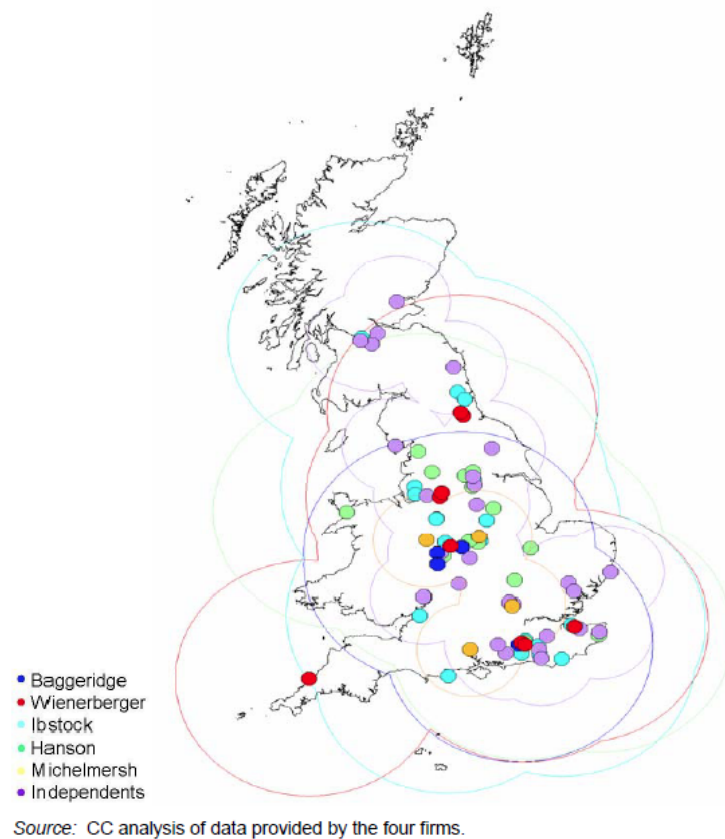 Baggeridge
Wienerberger
Ibstock
Hanson
Michelmersh
Independents
Source: CC analysis of data provided by the four firms.